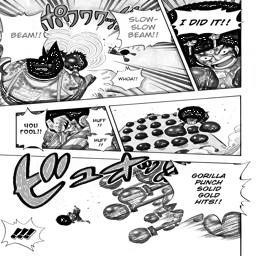 I DID IT!!
SLOW-
SLOW
BEAM!!
WHOA!!
BEAM!!
HUFF
HUFF
YOU
FOOL!!
GORILLA
PUNCH
SOLID
GOLD
HITS!!
!!!